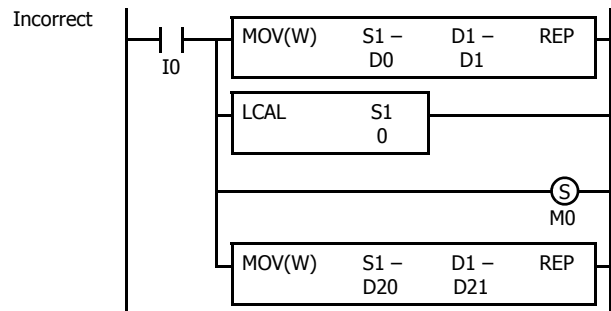 Incorrect
MOV(W) S1 – D1 – REP
D0 D1
I0
LCAL S1
0
S
M0
MOV(W) S1 – D1 – REP
D20 D21